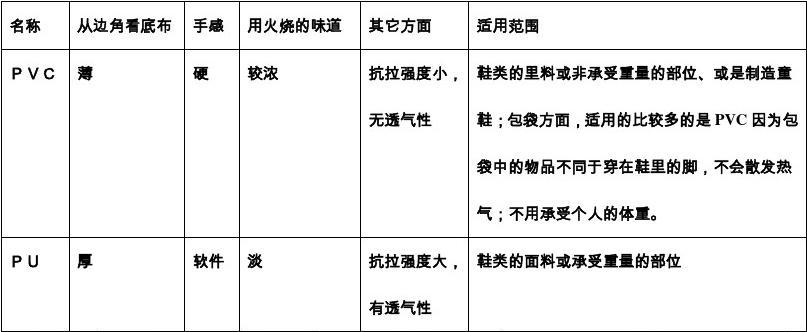 名称 从边角看底布 手感 用火烧的味道 其它方面 适用范围
ＰＶＣ 薄 硬 较浓 抗拉强度小，
无透气性
鞋类的里料或非承受重量的部位、或是制造童
鞋；包袋方面，适用的比较多的是 PVC 因为包
袋中的物品不同于穿在鞋里的脚，不会散发热
气；不用承受个人的体重。
ＰＵ 厚 软件 淡 抗拉强度大，
有透气性
鞋类的面料或承受重量的部位